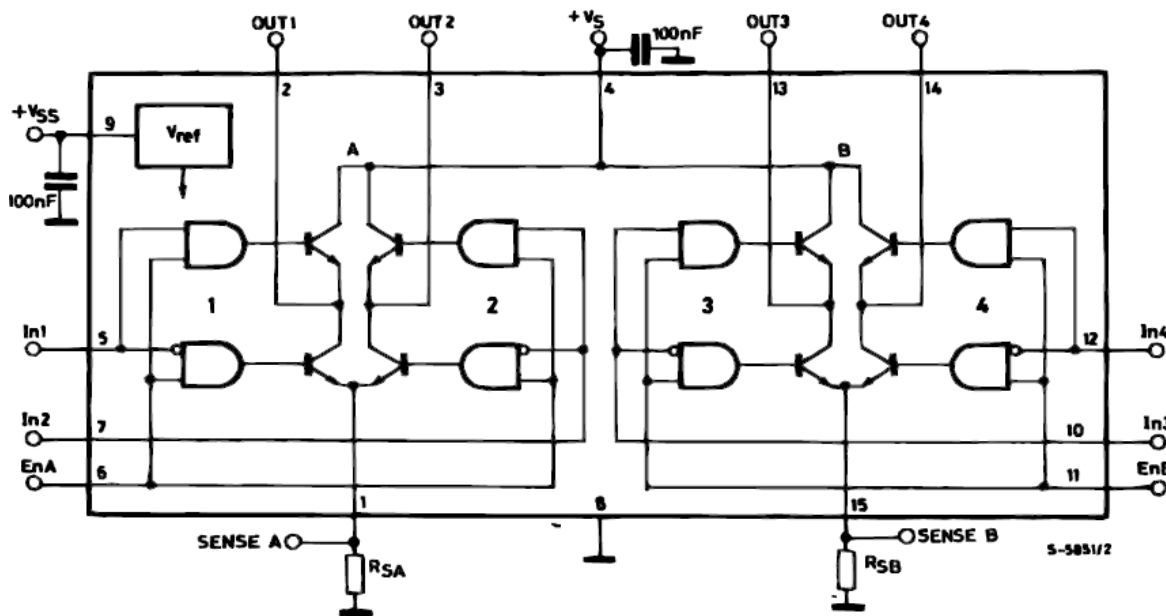 OUT1 OUT2 +VS 100nF OUT3 OUT4
2 3 4 13 14
+VSS 9 Vref
A B
100nF
1 2 3 4
In1 5 12 In4
In2 7 10 In3
EnA 6 11 EnB
1 8 15
SENSE A SENSE B
S-5851/2
RSA RSB